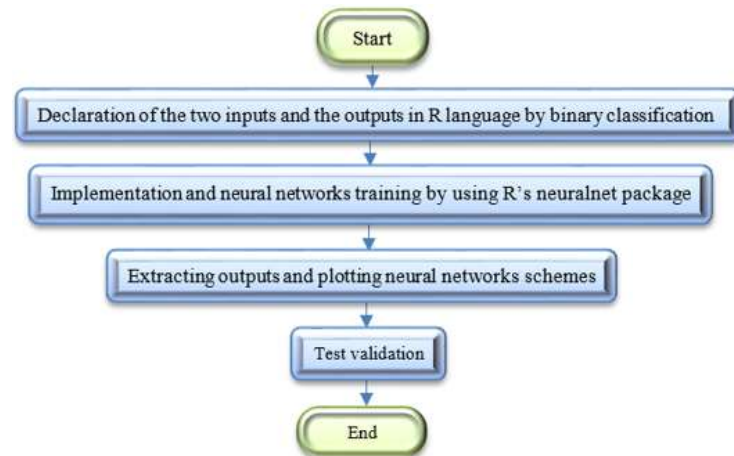 Start
Declaration of the two inputs and the outputs in R language by binary classification
Implementation and neural networks training by using R’s neuralnet package
Extracting outputs and plotting neural networks schemes
Test validation
End